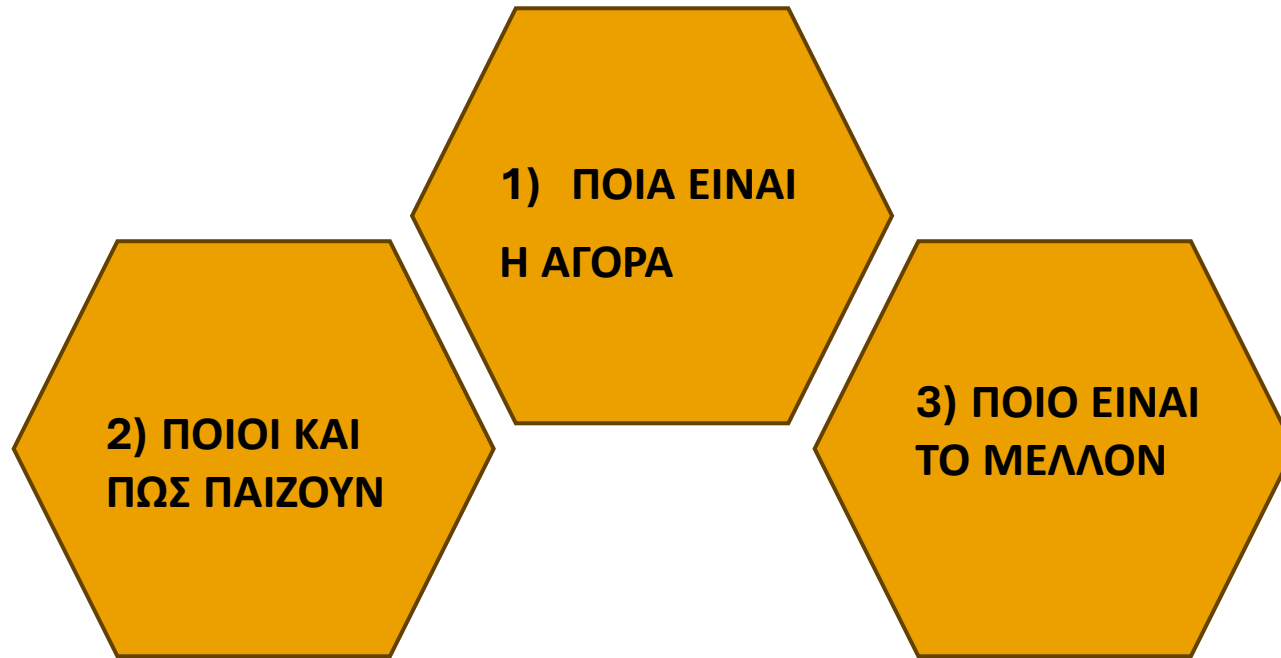 1) ΠΟΙΑ ΕΙΝΑΙ
Η ΑΓΟΡΑ
2) ΠΟΙΟΙ ΚΑΙ
ΠΩΣ ΠΑΙΖΟΥΝ
3) ΠΟΙΟ ΕΙΝΑΙ
ΤΟ ΜΕΛΛΟΝ